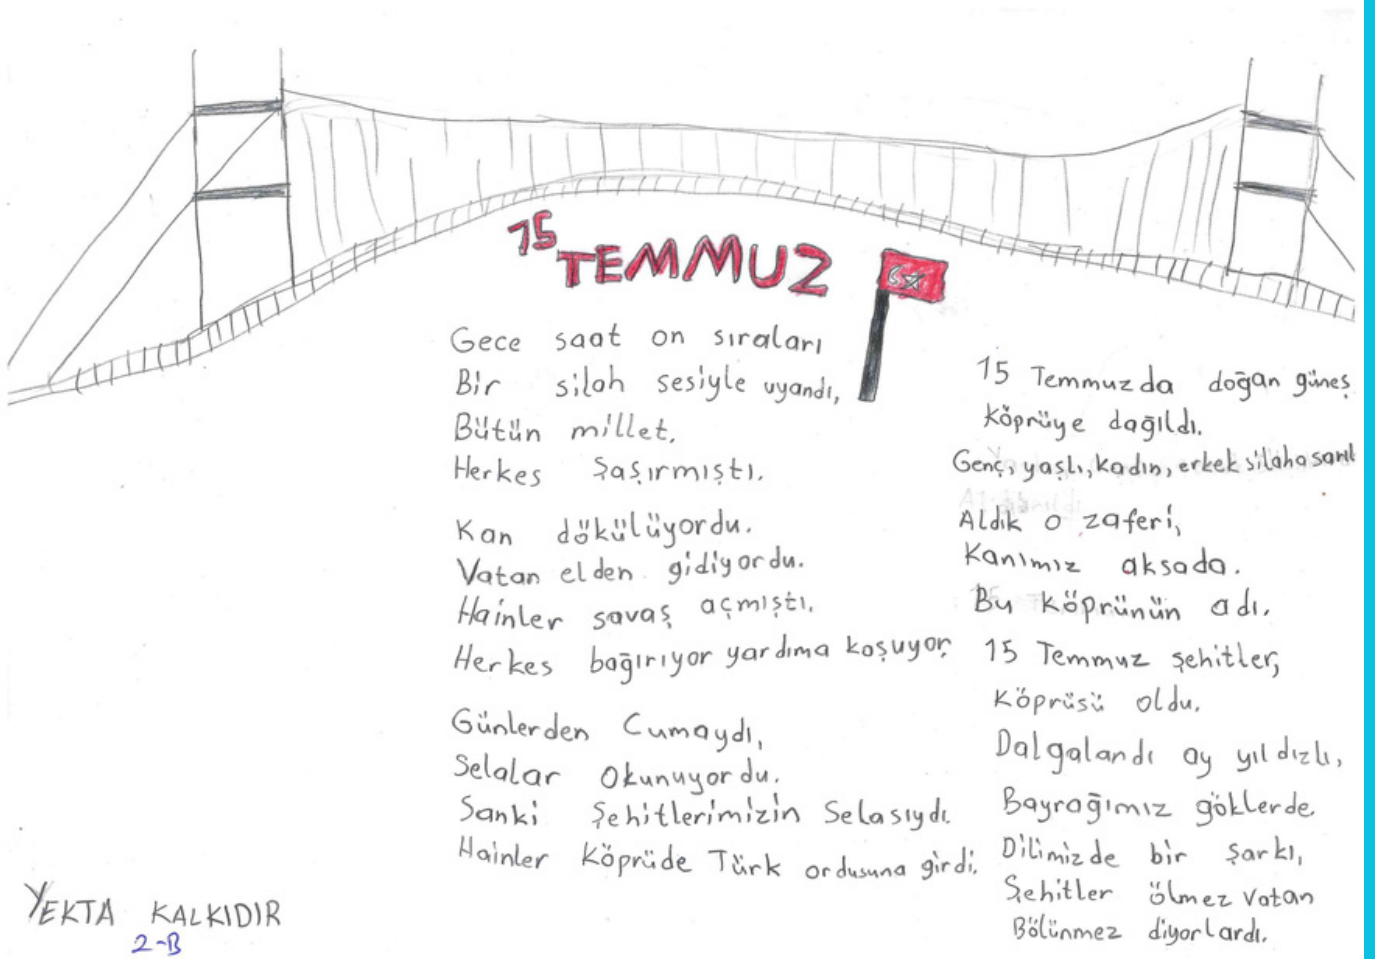 15
TEMMUZ
Gece saat on sıraları
Bir silah sesiyle uyandı,
Bütün millet,
Herkes Şaşırmıştı.
Kan dökülüyordu.
Vatan elden gidiyordu.
Hainler savaş açmıştı.
Herkes bağırıyor yardıma koşuyor
Günlerden Cumaydı,
Selalar Okunuyordu.
Sanki Şehitlerimizin Selasıydı.
Hainler Köprüde Türk ordusuna girdi.
15 Temmuzda doğan güneş
Köprüye dağıldı.
Genç, yaşlı, kadın, erkek silaha
Aldık o zaferi,
Kanımız aksada.
Bu köprünün adı.
15 Temmuz şehitler,
Köprüsü oldu.
Dalgalandı ay yıldızlı,
Bayrağımız göklerde.
Dilimizde bir şarkı,
Şehitler ölmez vatan
Bölünmez diyorlardı.
YEKTA KALKIDIR
2-B